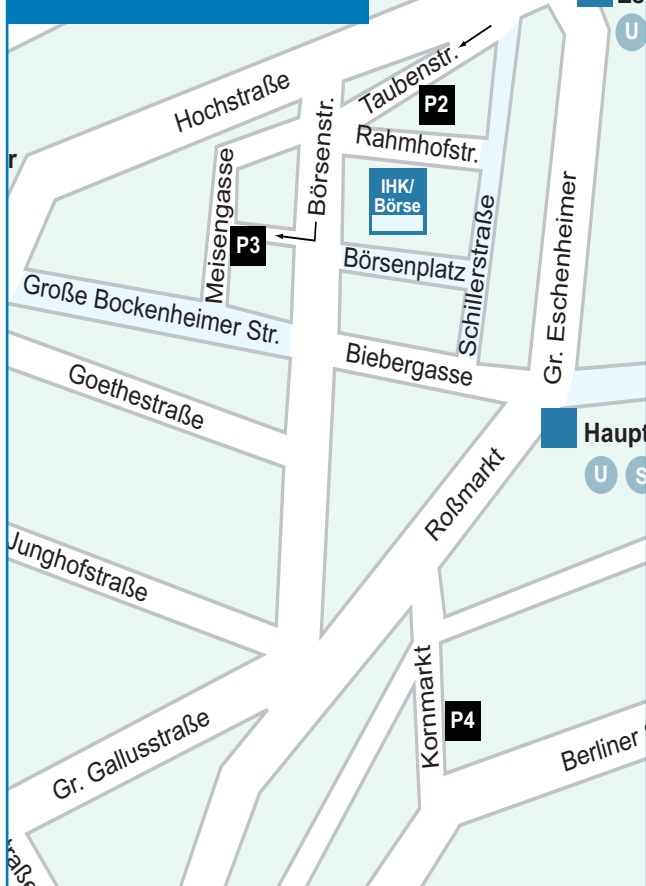 U
Taubenstr.
Hochstraße
P2
Rahmhofstr.
r
Börsenstr.
Meisengasse
IHK/
Börse
Schillerstraße
Gr. Eschenheimer
P3
Börsenplatz
Große Bockenheimer Str.
Biebergasse
Goethestraße
Haupt
U S
Roßmarkt
Junghofstraße
Kornmarkt
P4
Gr. Gallusstraße
Berliner
raße